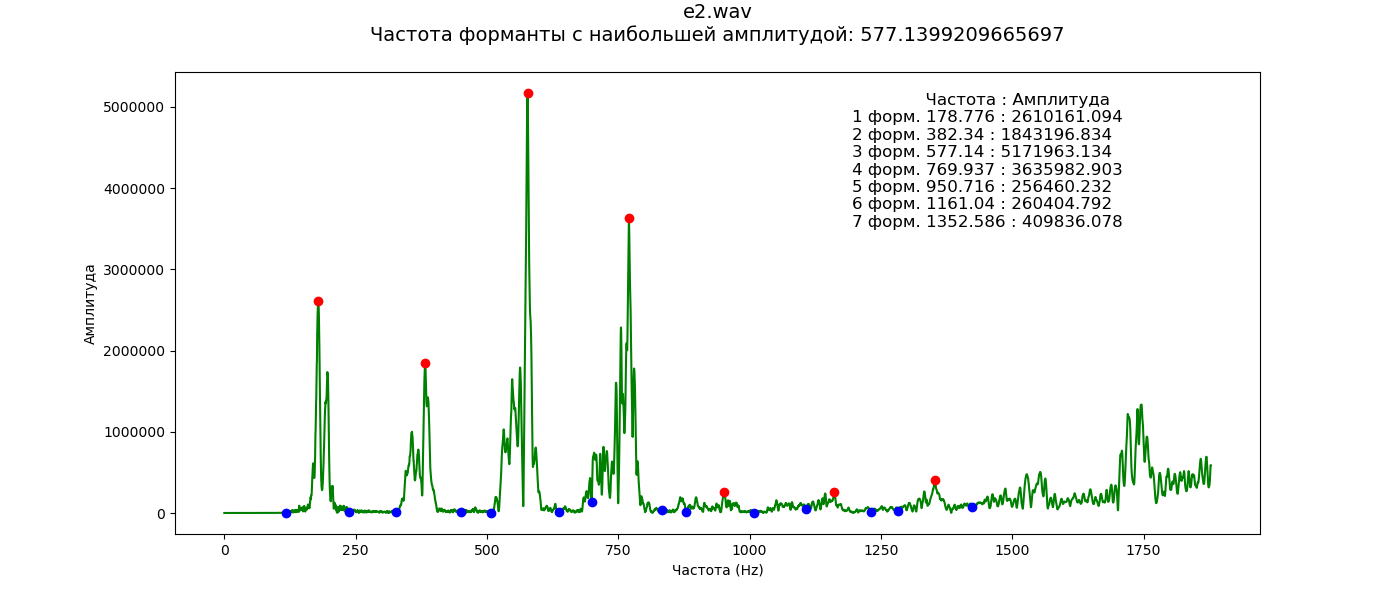 e2.wav
Частота форманты с наибольшей амплитудой: 577.1399209665697
Частота : Амплитуда
1 форм. 178.776 : 2610161.094
2 форм. 382.34 : 1843196.834
3 форм. 577.14 : 5171963.134
4 форм. 769.937 : 3635982.903
5 форм. 950.716 : 256460.232
6 форм. 1161.04 : 260404.792
7 форм. 1352.586 : 409836.078
Амплитуда
5000000
4000000
3000000
2000000
1000000
0
0 250 500 750 1000 1250 1500 1750
Частота (Hz)